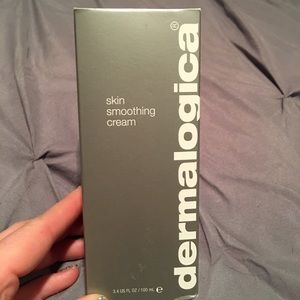 skin
smoothing
cream
dermalogica®
3.4 US FL OZ / 100 mL ℮